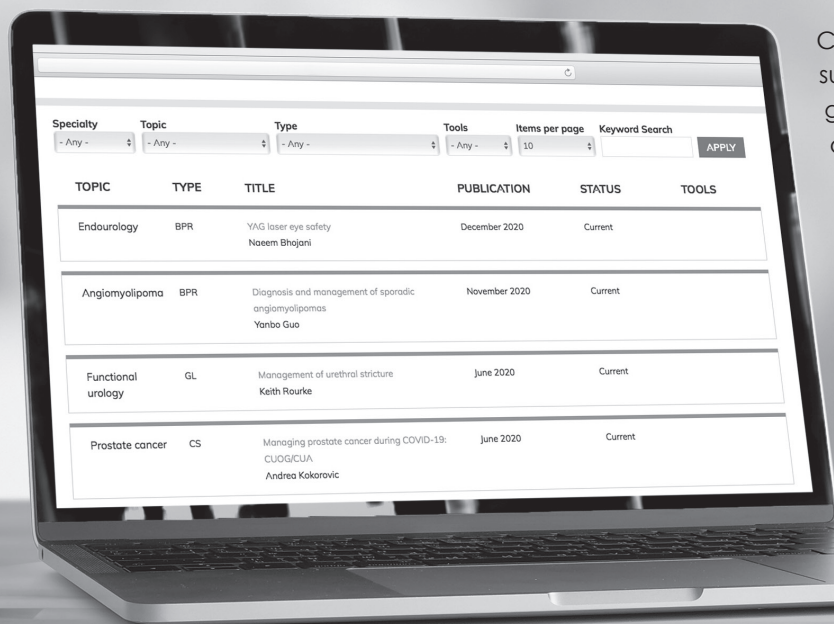 Specialty Topic Type Tools Items per page Keyword Search
- Any - - Any - - Any - - Any - 10 APPLY
TOPIC TYPE TITLE PUBLICATION STATUS TOOLS
Endourology BPR YAG laser eye safety December 2020 Current
Naeem Bhojani
Angiomyolipoma BPR Diagnosis and management of sporadic November 2020 Current
angiomyolipomas
Yanbo Guo
Functional GL Management of urethral stricture June 2020 Current
urology Keith Rourke
Prostate cancer CS Managing prostate cancer during COVID-19: June 2020 Current
CUOG/CUA
Andrea Kokorovic